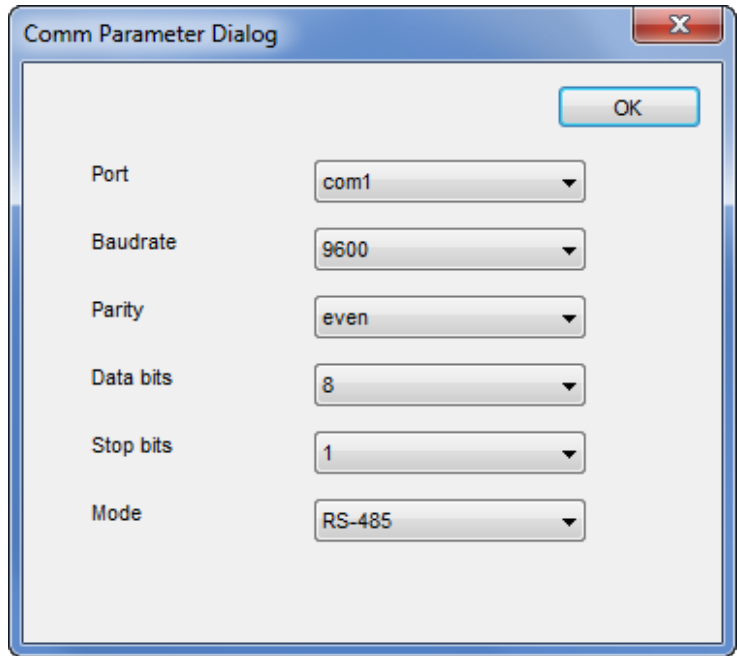 Comm Parameter Dialog
OK
Port com1
Baudrate 9600
Parity even
Data bits 8
Stop bits 1
Mode RS-485